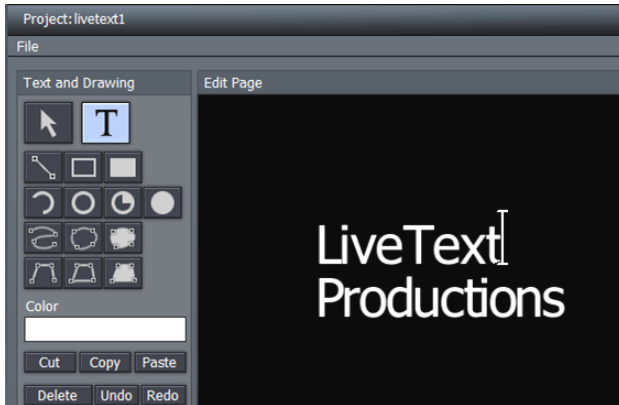 Project:livetext1
File
Text and Drawing
Edit Page
T
LiveText
Productions
Color
Cut Copy Paste
Delete Undo Redo